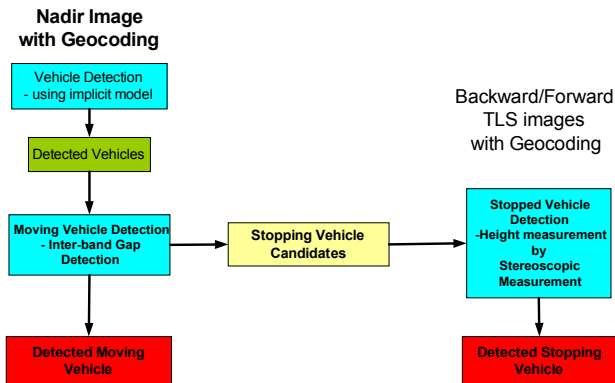 Nadir Image
with Geocoding
Vehicle Detection
- using implicit model
Detected Vehicles
Moving Vehicle Detection
- Inter-band Gap
Detection
Detected Moving
Vehicle
Stopping Vehicle
Candidates
Backward/Forward
TLS images
with Geocoding
Stopped Vehicle
Detection
-Height measurement
by
Stereoscopic
Measurement
Detected Stopping
Vehicle